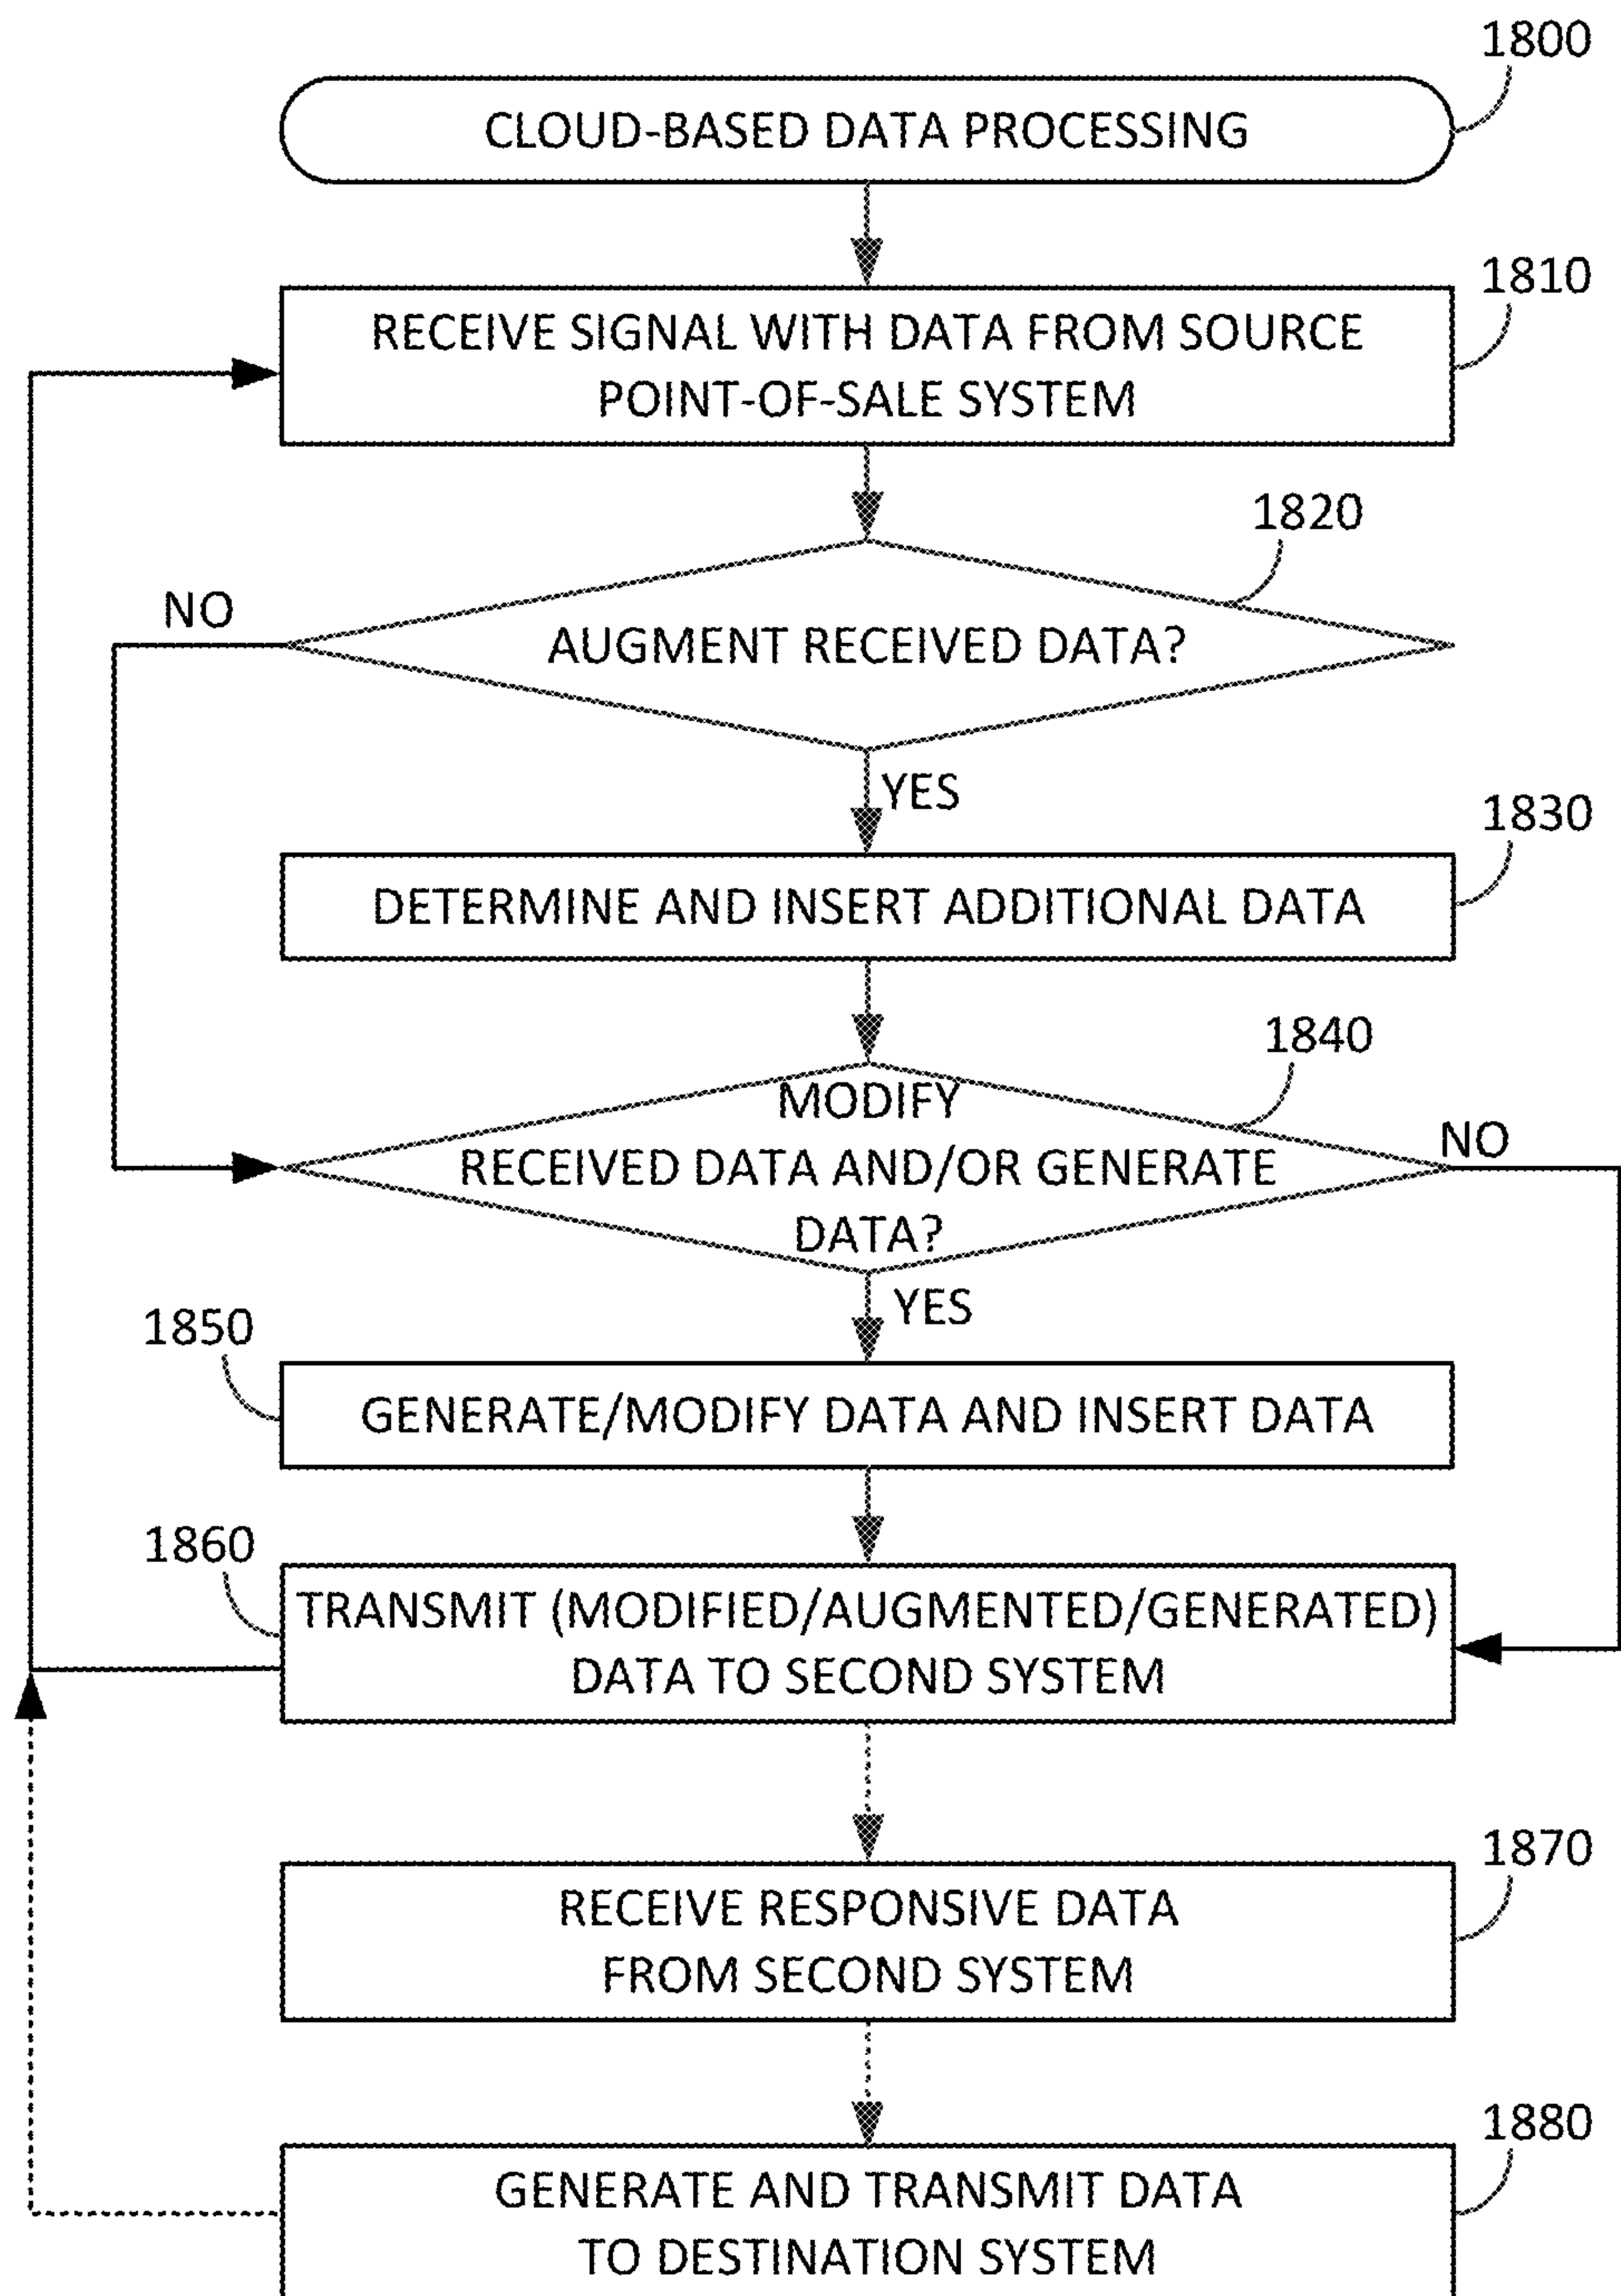 1800
CLOUD-BASED DATA PROCESSING
1810
RECEIVE SIGNAL WITH DATA FROM SOURCE
POINT-OF-SALE SYSTEM
1820
NO
AUGMENT RECEIVED DATA?
YES
1830
DETERMINE AND INSERT ADDITIONAL DATA
1840
MODIFY
NO
RECEIVED DATA AND/OR GENERATE
DATA?
YES
1850
GENERATE/MODIFY DATA AND INSERT DATA
1860
TRANSMIT (MODIFIED/AUGMENTED/GENERATED)
DATA TO SECOND SYSTEM
1870
RECEIVE RESPONSIVE DATA
FROM SECOND SYSTEM
1880
GENERATE AND TRANSMIT DATA
TO DESTINATION SYSTEM